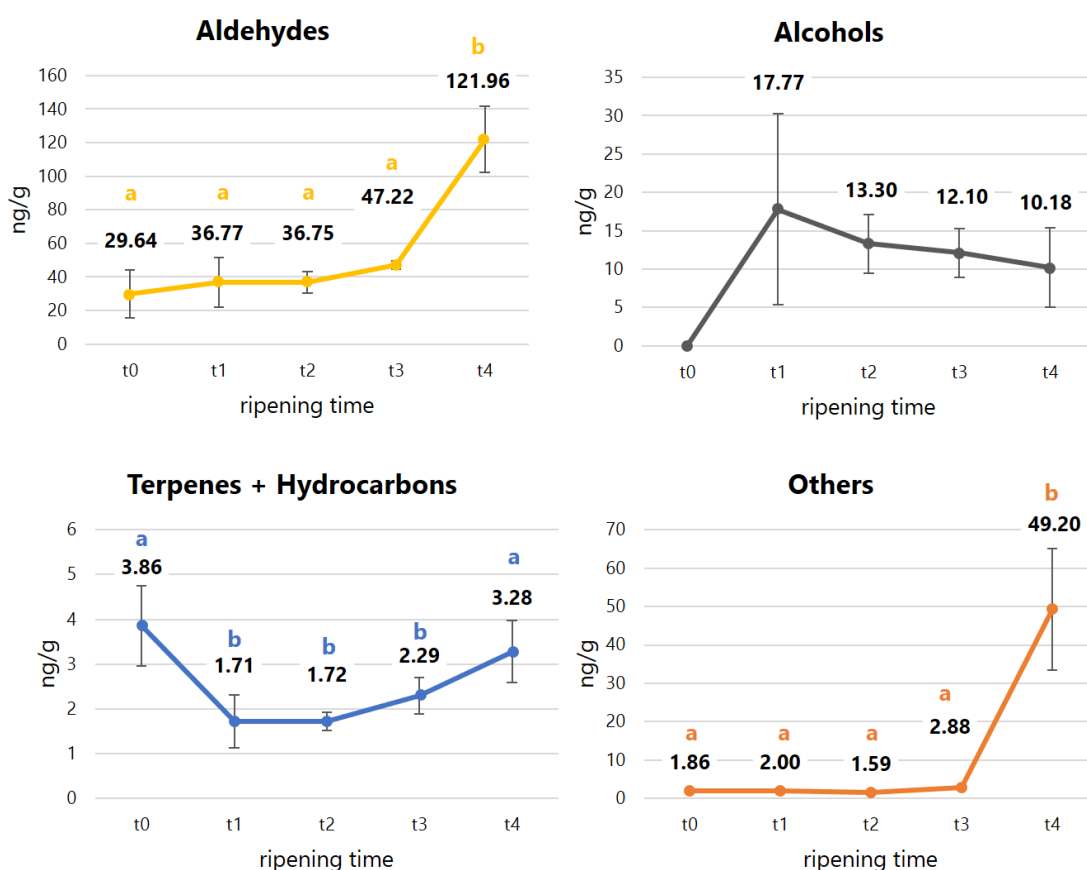 Aldehydes
b
121.96
160
140
120
100
80
60
40
20
0
ng/g
a
29.64
a
36.77
a
36.75
a
47.22
t0 t1 t2 t3 t4
ripening time
Alcohols
35
30
25
20
15
10
5
0
ng/g
17.77
13.30
12.10
10.18
t0 t1 t2 t3 t4
ripening time
Terpenes + Hydrocarbons
6
5
4
3
2
1
0
ng/g
a
3.86
b
1.71
b
1.72
b
2.29
a
3.28
t0 t1 t2 t3 t4
ripening time
Others
b
49.20
70
60
50
40
30
20
10
0
ng/g
a
1.86
a
2.00
a
1.59
a
2.88
t0 t1 t2 t3 t4
ripening time